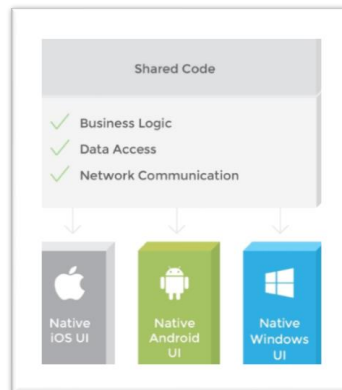 Shared Code
Business Logic
Data Access
Network Communication
Native
iOS UI
Native
Android
UI
Native
Windows
UI